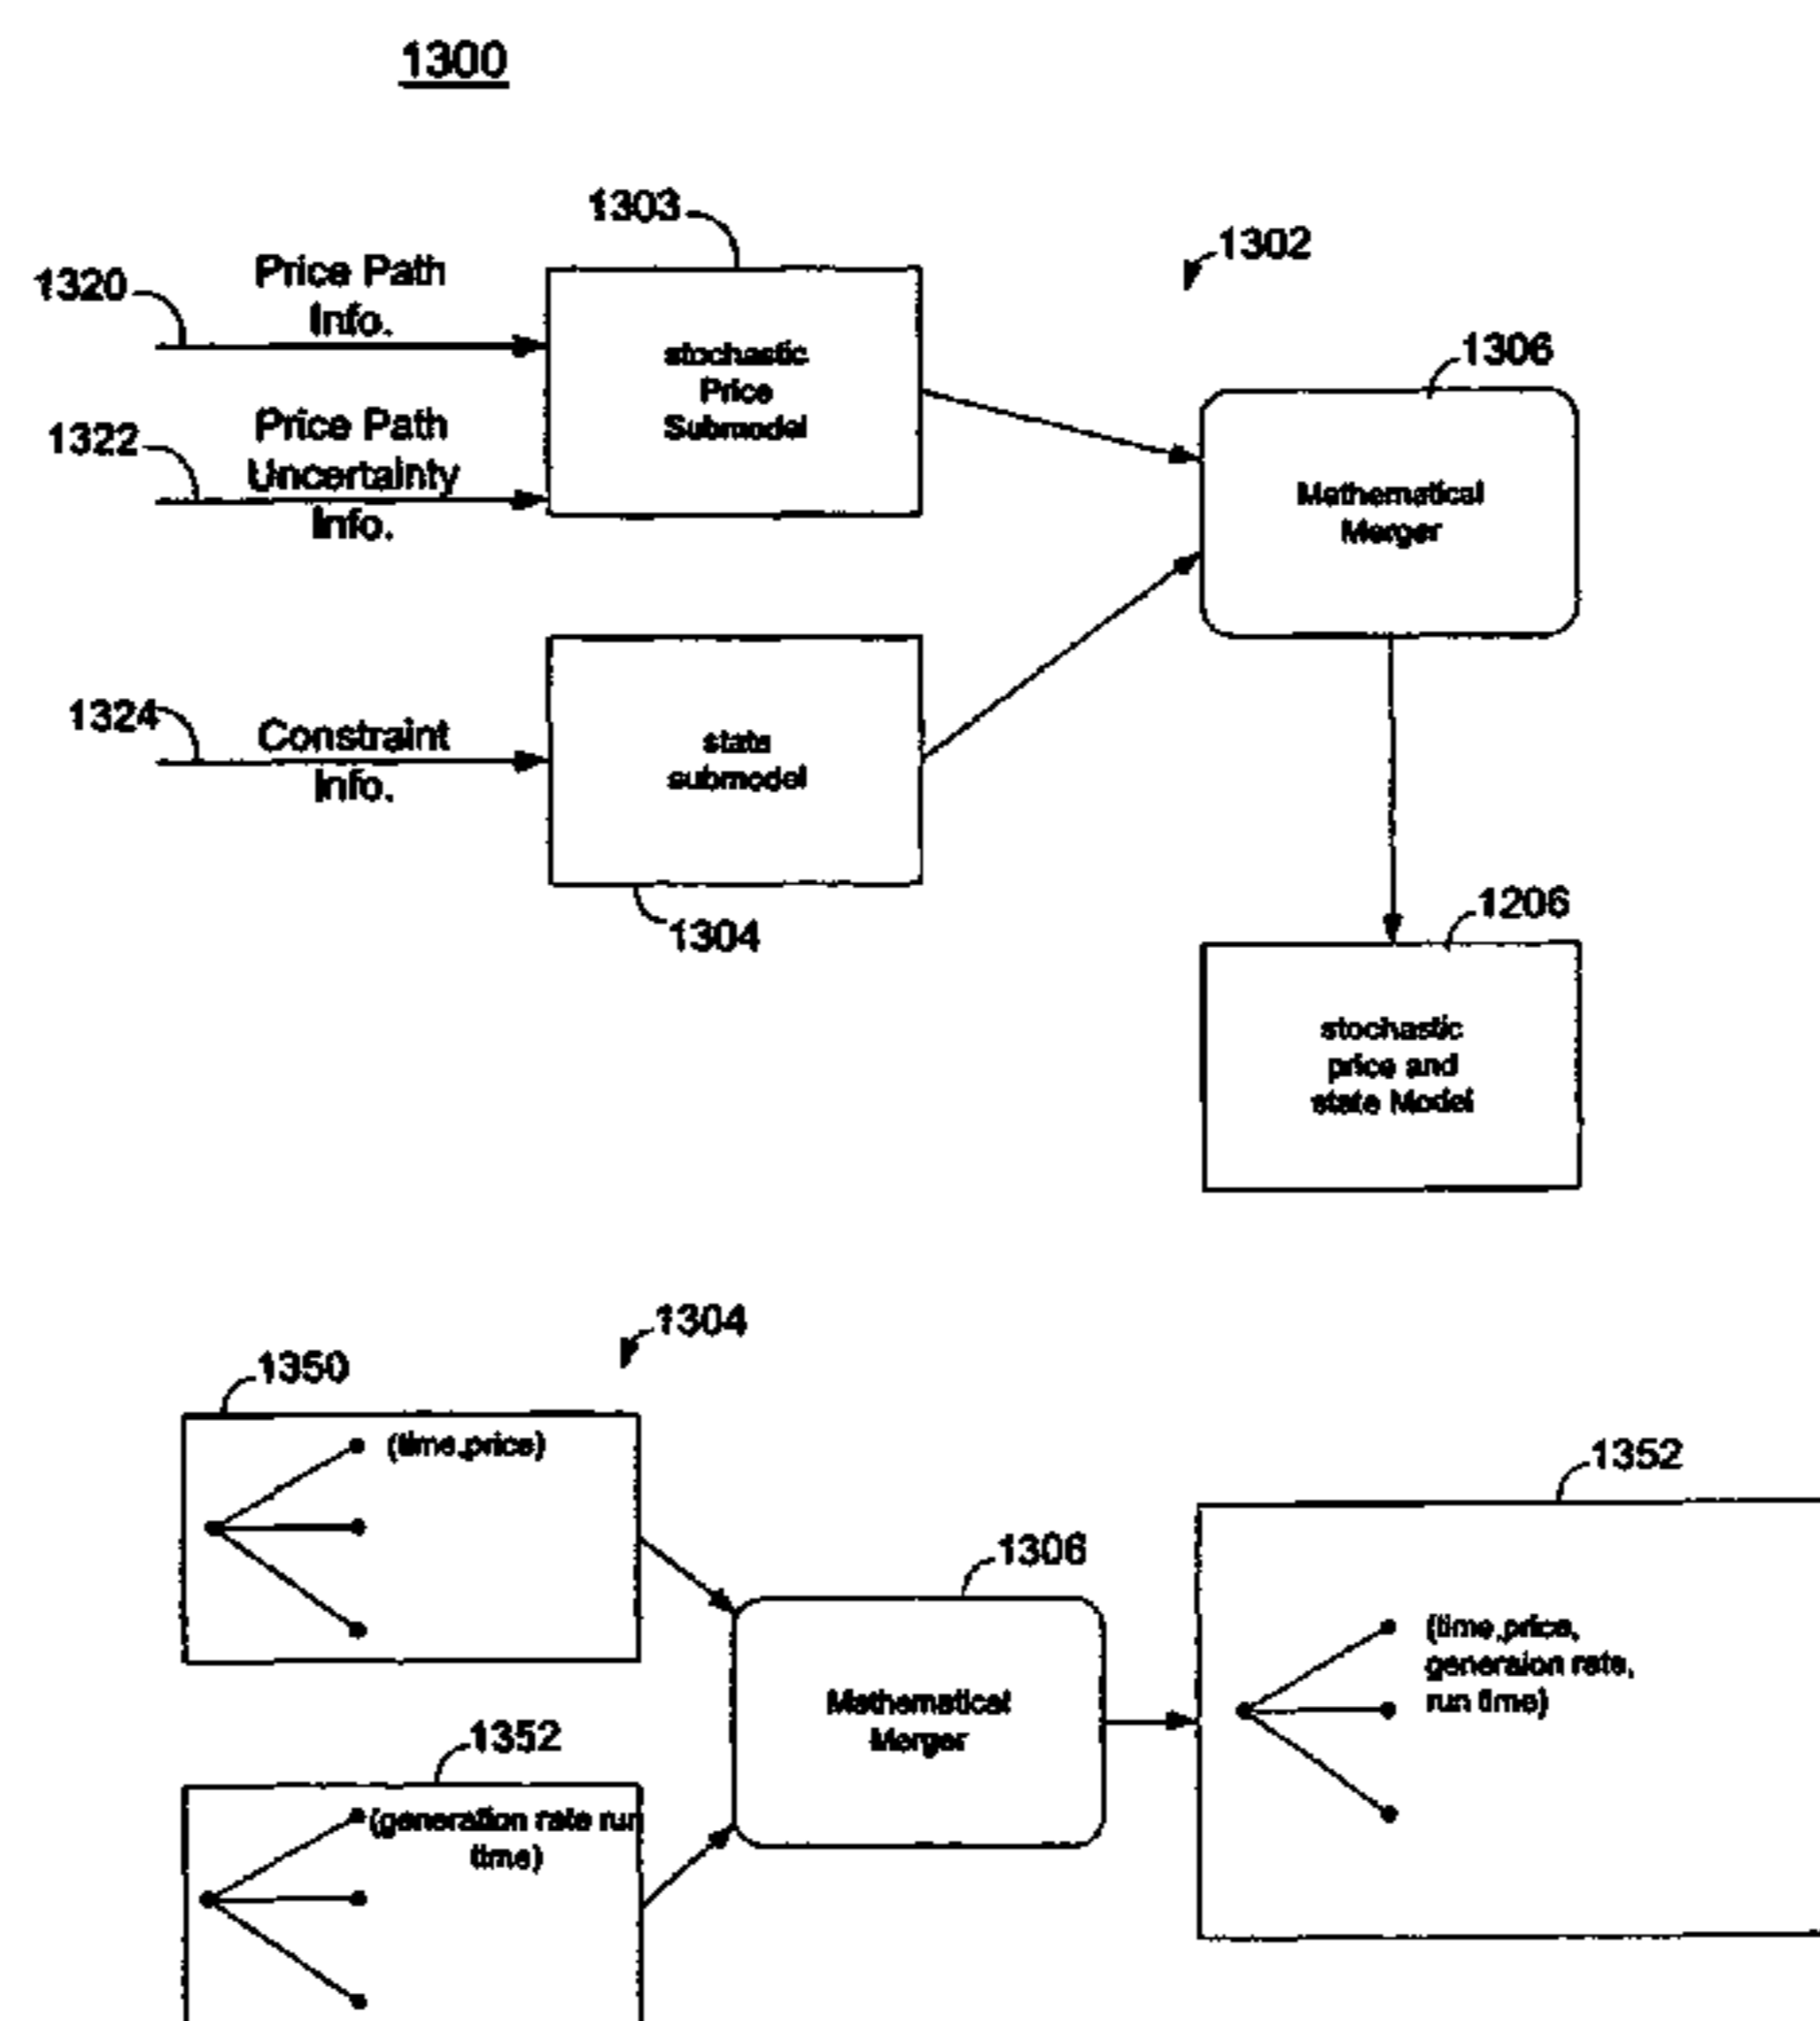 1300
1303
1302
1320
Price Path
Info.
stochastic
Price
Submodel
1306
1322
Price Path
Uncertainty
Info.
Mathematical
Merger
1324
Constraint
Info.
state
submodel
1304
1206
stochastic
price and
state Model
1304
1350
(time,price)
1352
1306
(time,price,
generaion rate,
run time)
Mathematical
Merger
1352
(generation rate run
time)